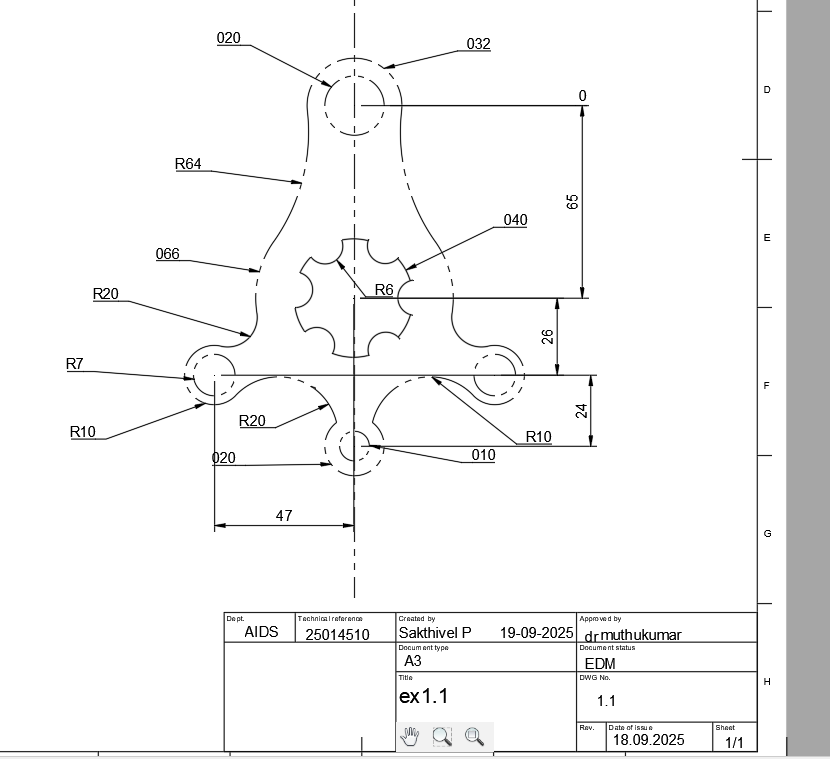 D
020
032
0
R64
65
040
E
066
R6
R20
26
R7
F
24
R20
R10
R10
010
020
47
G
Dept.
AIDS
Technical reference
25014510
Created by
Sakthivel P 19-09-2025
Approved by
dr muthukumar
Document type
A3
Document status
EDM
Title
ex1.1
DWG No.
1.1
H
Rev.
Date of issue
18.09.2025
Sheet
1/1